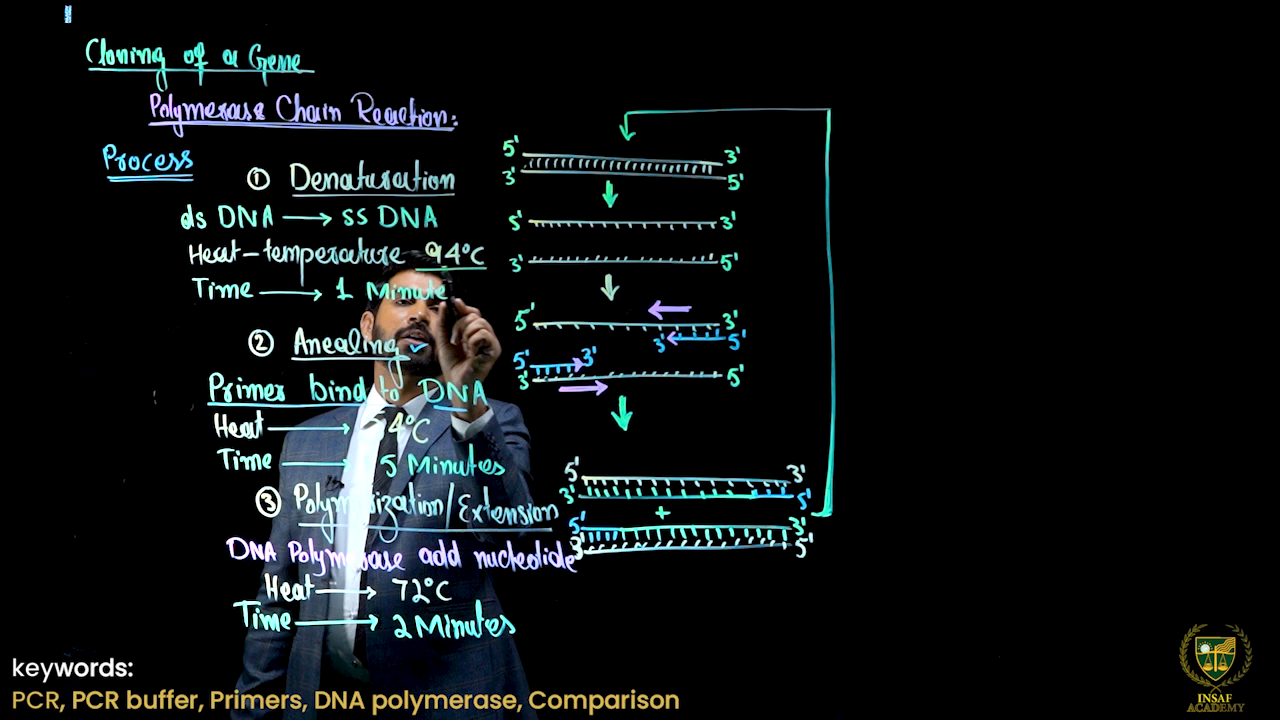 Cloning of a Gene
Polymerase Chain Reaction:
Process
① Denaturation
ds DNA → ss DNA
Heat-temperature 94°C
Time → 1 Minute
② Anealing
Primer bind to DNA
Heat → 54°C
Time → 5 Minutes
③ Polymerization/Extension
DNA Polymerase add nucleotide
Heat → 72°C
Time → 2 Minutes
5' 3'
3' 5'
5' 3'
3' 5'
5' 3'
3' 5'
5' 3'
3' 5'
5' 3'
3' 5'
+
5' 3'
3' 5'
keywords:
PCR, PCR buffer, Primers, DNA polymerase, Comparison
INSAF
ACADEMY